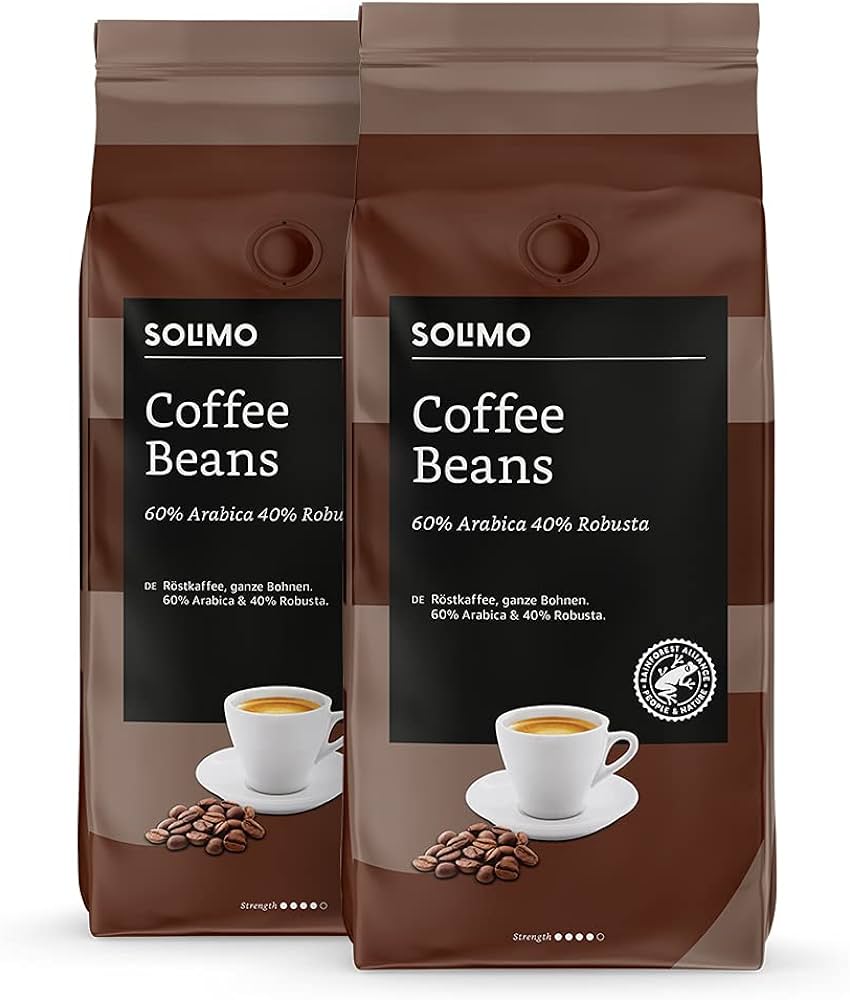 SOLIMO
Coffee
Beans
60% Arabica 40% Robu
DE Röstkaffee, ganze Bohnen.
60% Arabica & 40% Robusta.
Strength
SOLIMO
Coffee
Beans
60% Arabica 40% Robusta
DE Röstkaffee, ganze Bohnen.
60% Arabica & 40% Robusta.
RAINFOREST ALLIANCE
PEOPLE & NATURE
Strength